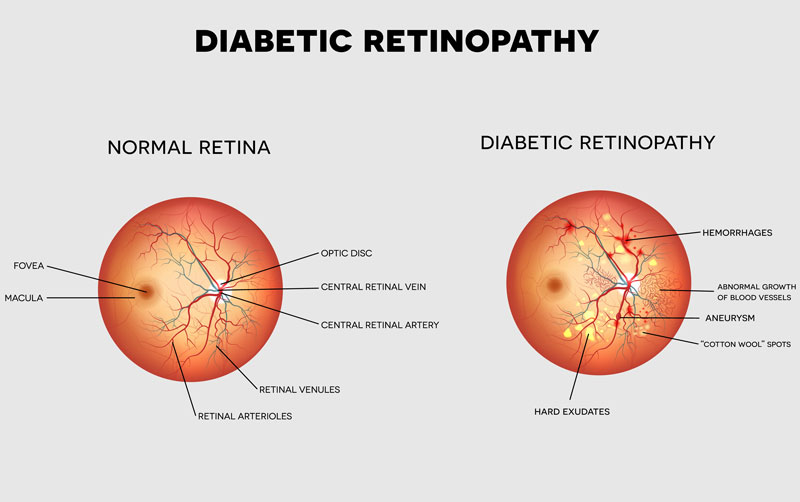 DIABETIC RETINOPATHY
NORMAL RETINA
FOVEA
MACULA
OPTIC DISC
CENTRAL RETINAL VEIN
CENTRAL RETINAL ARTERY
RETINAL VENULES
RETINAL ARTERIOLES
DIABETIC RETINOPATHY
HEMORRHAGES
ABNORMAL GROWTH
OF BLOOD VESSELS
ANEURYSM
"COTTON WOOL" SPOTS
HARD EXUDATES